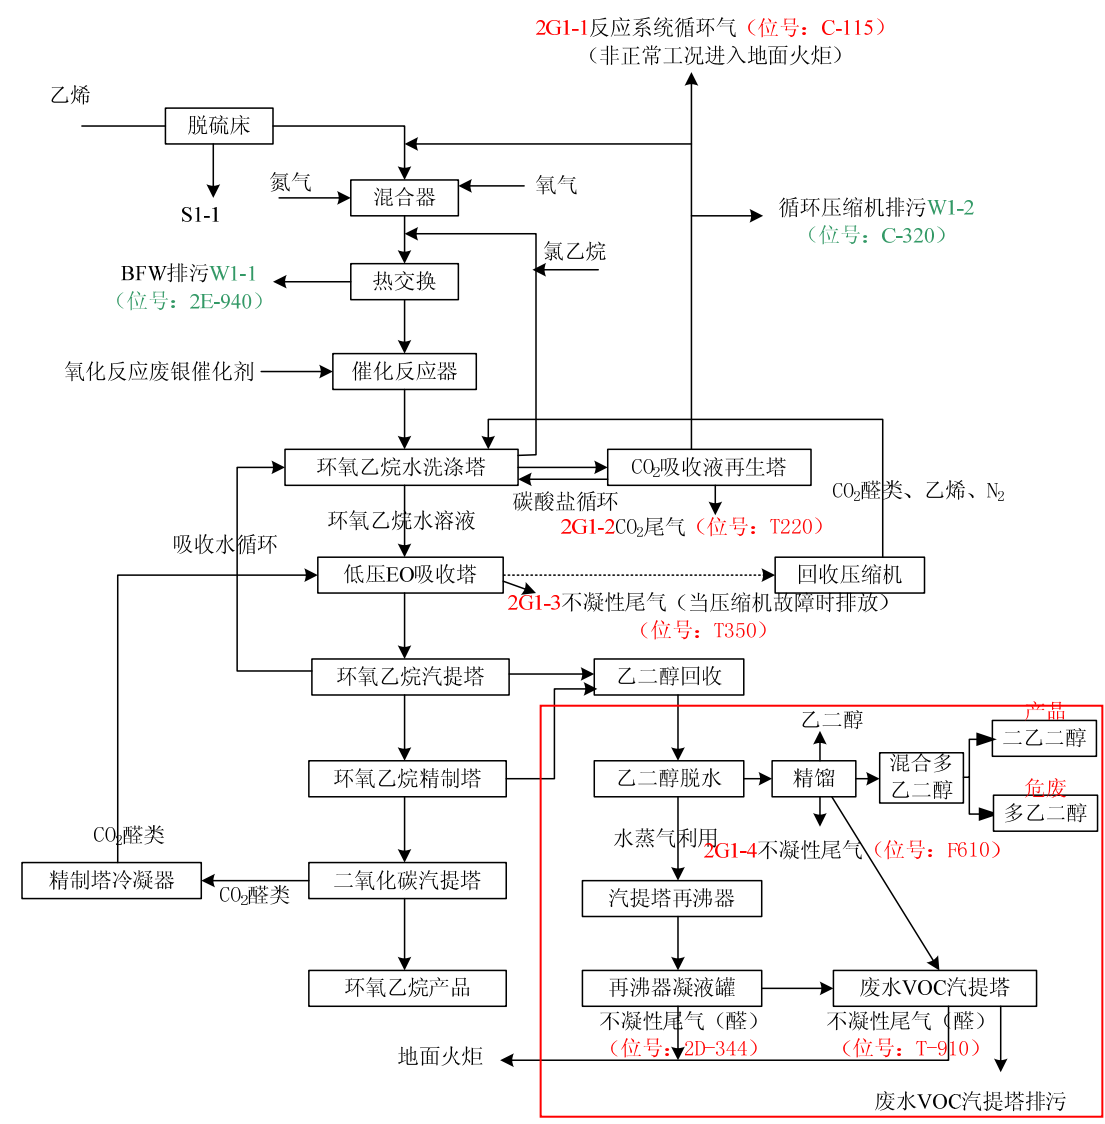 2G1-1反应系统循环气（位号：C-115）
（非正常工况进入地面火炬）
乙烯
脱硫床
氮气
混合器
氧气
S1-1
循环压缩机排污W1-2
（位号：C-320）
氯乙烷
BFW排污W1-1
（位号：2E-940）
热交换
氧化反应废银催化剂
催化反应器
环氧乙烷水洗涤塔
CO2吸收液再生塔
CO2醛类、乙烯、N2
碳酸盐循环
环氧乙烷水溶液
2G1-2CO2尾气（位号：T220）
吸收水循环
低压EO吸收塔
回收压缩机
2G1-3不凝性尾气（当压缩机故障时排放）
（位号：T350）
环氧乙烷汽提塔
乙二醇回收
产品
乙二醇
二乙二醇
环氧乙烷精制塔
乙二醇脱水
精馏
混合多
乙二醇
危废
多乙二醇
CO2醛类
水蒸气利用
2G1-4不凝性尾气（位号：F610）
精制塔冷凝器
CO2醛类
二氧化碳汽提塔
汽提塔再沸器
环氧乙烷产品
再沸器凝液罐
废水VOC汽提塔
不凝性尾气（醛）
（位号：2D-344）
不凝性尾气（醛）
（位号：T-910）
地面火炬
废水VOC汽提塔排污